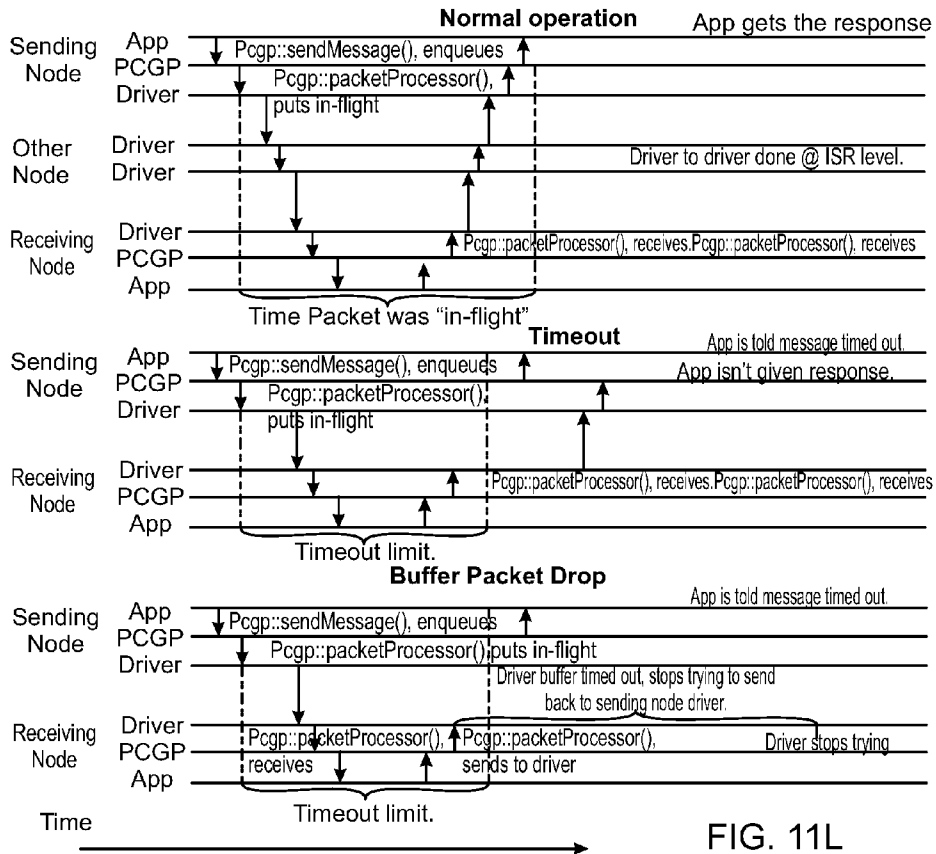 Normal operation
App gets the response
Sending
Node
App
PCGP
Driver
Pcgp::sendMessage(), enqueues
Pcgp::packetProcessor(),
puts in-flight
Other
Node
Driver
Driver
Driver to driver done @ ISR level.
Receiving
Node
Driver
PCGP
App
Pcgp::packetProcessor(), receives.Pcgp::packetProcessor(), receives
Time Packet was “in-flight”
Timeout
Sending
Node
App
PCGP
Driver
Pcgp::sendMessage(), enqueues
App is told message timed out.
App isn't given response.
Pcgp::packetProcessor(),
puts in-flight
Receiving
Node
Driver
PCGP
App
Pcgp::packetProcessor(), receives.Pcgp::packetProcessor(), receives
Timeout limit.
Buffer Packet Drop
Sending
Node
App
PCGP
Driver
App is told message timed out.
Pcgp::sendMessage(), enqueues
Pcgp::packetProcessor(),puts in-flight
Driver buffer timed out, stops trying to send
back to sending node driver.
Receiving
Node
Driver
PCGP
App
Pcgp::packetProcessor(),
receives
Pcgp::packetProcessor(),
sends to driver
Driver stops trying
Timeout limit.
Time
FIG. 11L